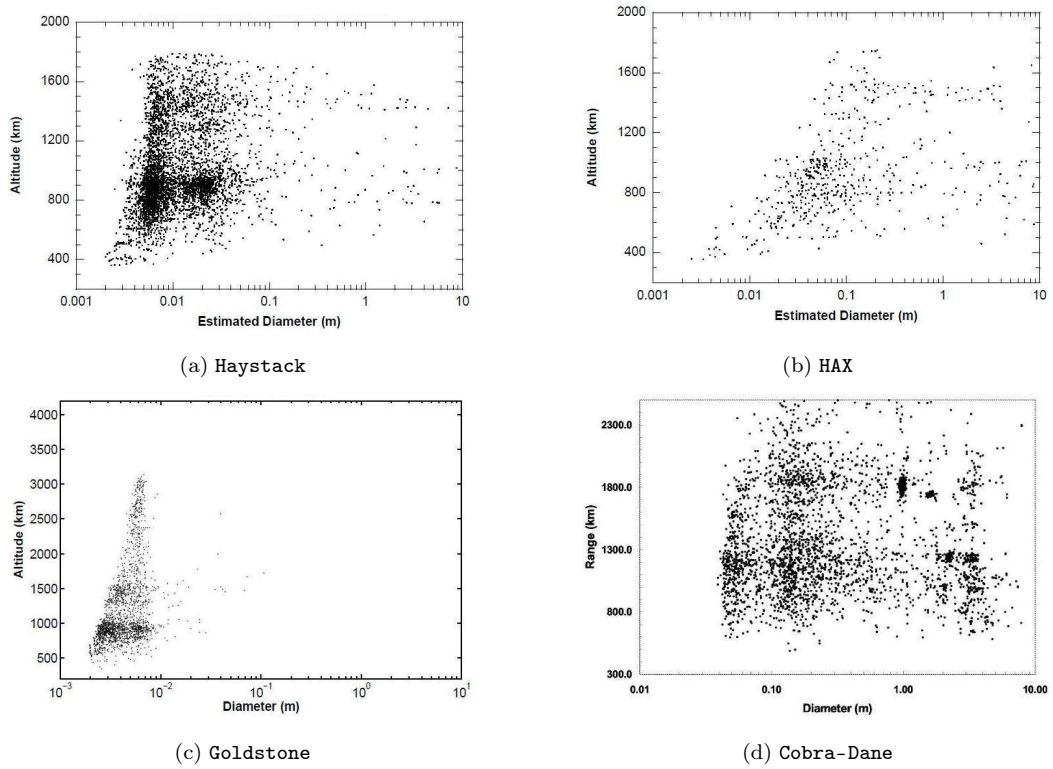 2000
1600
1200
800
400
Altitude (km)
0.001 0.01 0.1 1 10
Estimated Diameter (m)
(a) Haystack
2000
1600
1200
800
400
Altitude (km)
0.001 0.01 0.1 1 10
Estimated Diameter (m)
(b) HAX
4000
3500
3000
2500
2000
1500
1000
500
Altitude (km)
10⁻³ 10⁻² 10⁻¹ 10⁰ 10¹
Diameter (m)
(c) Goldstone
2300.0
1800.0
1300.0
800.0
300.0
Range (km)
0.01 0.10 1.00 10.00
Diameter (m)
(d) Cobra-Dane